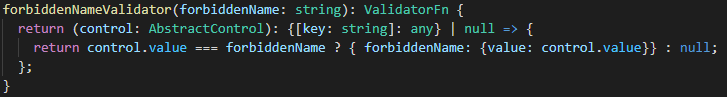 forbiddenNameValidator(forbiddenName: string): ValidatorFn {
  return (control: AbstractControl): {[key: string]: any} | null => {
    return control.value === forbiddenName ? { forbiddenName: {value: control.value}} : null;
  };
}